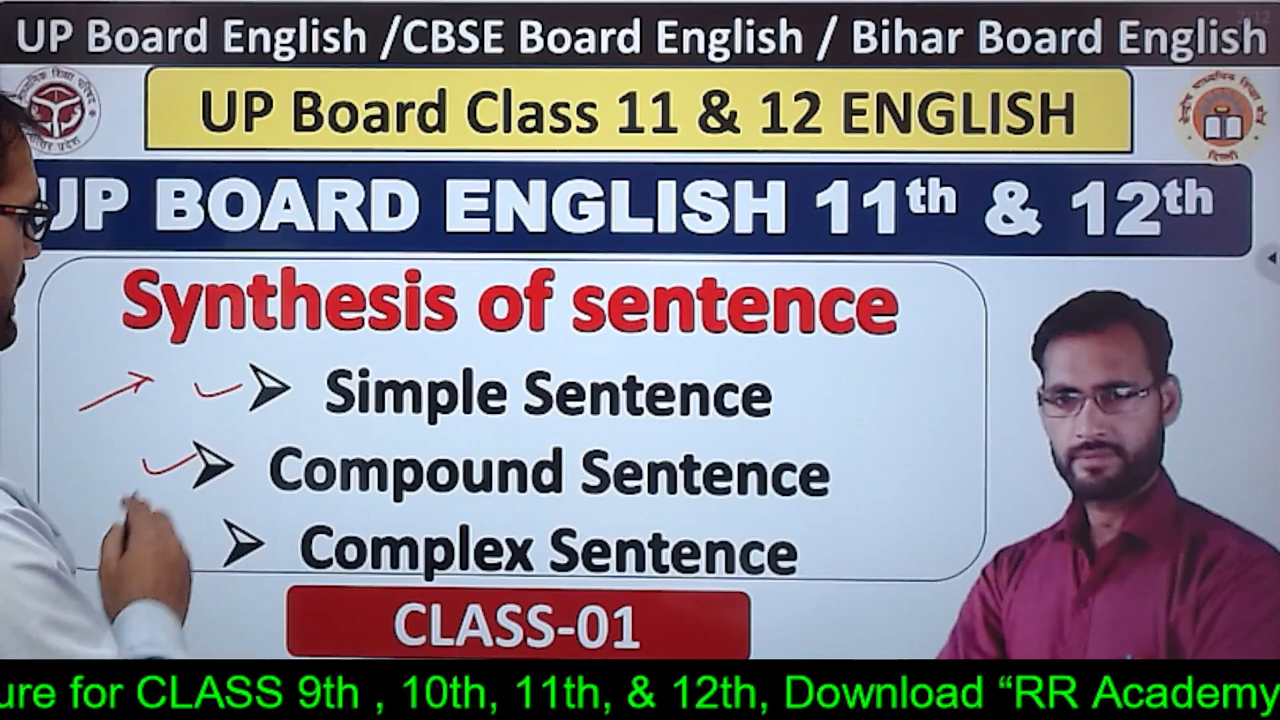 UP Board English /CBSE Board English / Bihar Board English
UP Board Class 11 & 12 ENGLISH
UP BOARD ENGLISH 11th & 12th
Synthesis of sentence
Simple Sentence
Compound Sentence
Complex Sentence
CLASS-01
ure for CLASS 9th , 10th, 11th, & 12th, Download “RR Academy